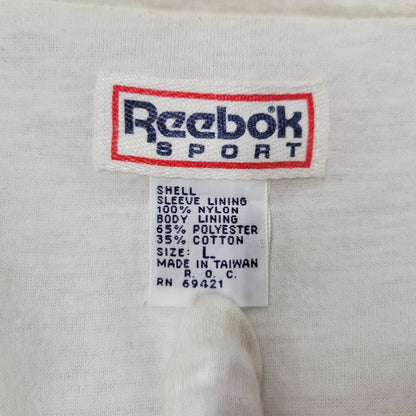 Reebok
SPORT
SHELL
SLEEVE LINING
100% NYLON
BODY LINING
65% POLYESTER
35% COTTON
SIZE: L
MADE IN TAIWAN
R. O. C.
RN 69421